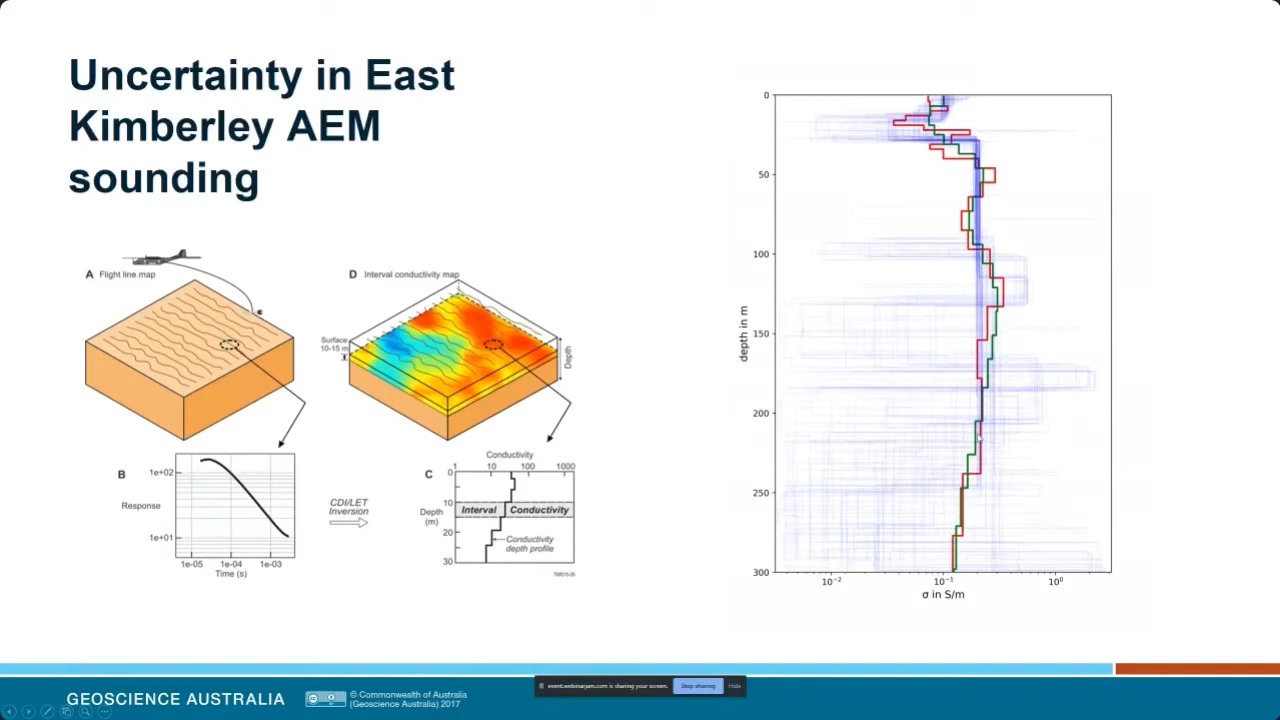 Uncertainty in East
Kimberley AEM
sounding
A Flight line map
D Interval conductivity map
Surface
10-15 m
Depth
B
Response
1e+02
1e+01
1e-05 1e-04 1e-03
Time (s)
CDI/LET
Inversion
C
Conductivity
1 10 100 1000
Depth
(m)
0
10
20
30
Interval Conductivity
Conductivity
depth profile
0
50
100
150
200
250
300
depth in m
10⁻² 10⁻¹ 10⁰
σ in S/m
event.webinarjam.com is sharing your screen. Stop sharing Hide
GEOSCIENCE AUSTRALIA
© Commonwealth of Australia
(Geoscience Australia) 2017